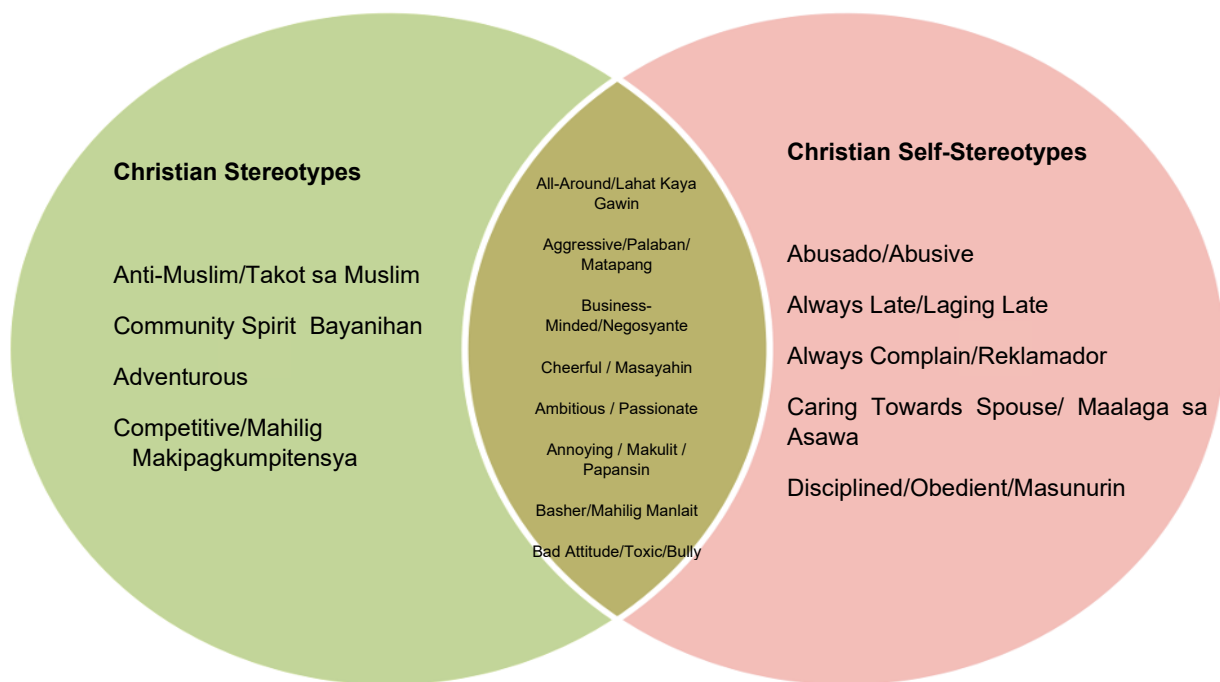 Christian Stereotypes
Anti-Muslim/Takot sa Muslim
Community Spirit Bayanihan
Adventurous
Competitive/Mahilig
Makipagkumpitensya
All-Around/Lahat Kaya
Gawin
Aggressive/Palaban/
Matapang
Business-
Minded/Negosyante
Cheerful / Masayahin
Ambitious / Passionate
Annoying / Makulit /
Papansin
Basher/Mahilig Manlait
Bad Attitude/Toxic/Bully
Christian Self-Stereotypes
Abusado/Abusive
Always Late/Laging Late
Always Complain/Reklamador
Caring Towards Spouse/ Maalaga sa
Asawa
Disciplined/Obedient/Masunurin